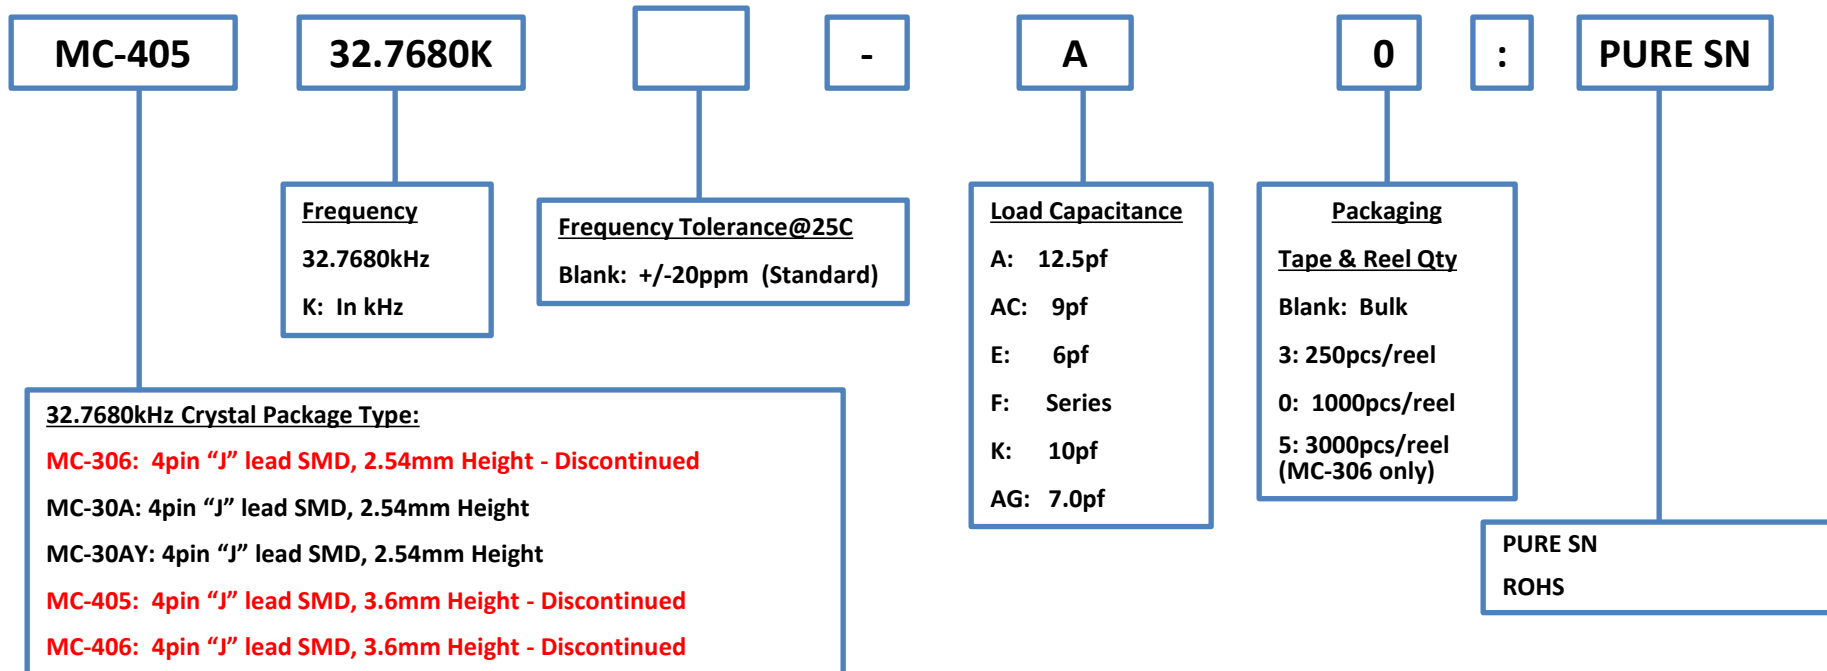 MC-405 32.7680K - A 0 : PURE SN
Frequency
32.7680kHz
K: In kHz
Frequency Tolerance@25C
Blank: +/-20ppm (Standard)
Load Capacitance
A: 12.5pf
AC: 9pf
E: 6pf
F: Series
K: 10pf
AG: 7.0pf
Packaging
Tape & Reel Qty
Blank: Bulk
3: 250pcs/reel
0: 1000pcs/reel
5: 3000pcs/reel
(MC-306 only)
PURE SN
ROHS
32.7680kHz Crystal Package Type:
MC-306: 4pin “J” lead SMD, 2.54mm Height - Discontinued
MC-30A: 4pin “J” lead SMD, 2.54mm Height
MC-30AY: 4pin “J” lead SMD, 2.54mm Height
MC-405: 4pin “J” lead SMD, 3.6mm Height - Discontinued
MC-406: 4pin “J” lead SMD, 3.6mm Height - Discontinued